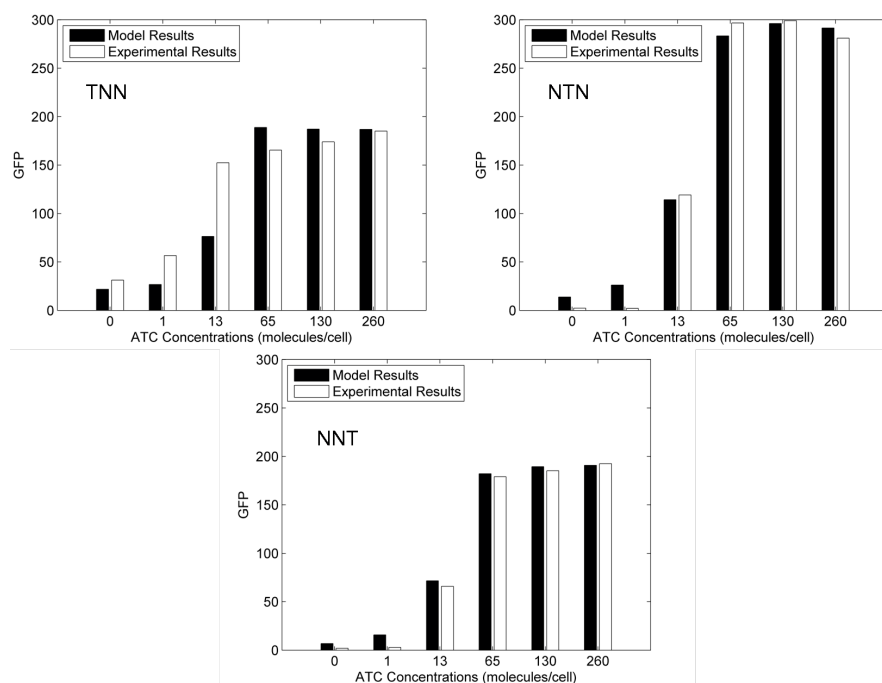 300
250
200
150
100
50
0
GFP
Model Results
Experimental Results
TNN
0 1 13 65 130 260
ATC Concentrations (molecules/cell)
300
250
200
150
100
50
0
GFP
Model Results
Experimental Results
NTN
0 1 13 65 130 260
ATC Concentrations (molecules/cell)
300
250
200
150
100
50
0
GFP
Model Results
Experimental Results
NNT
0 1 13 65 130 260
ATC Concentrations (molecules/cell)